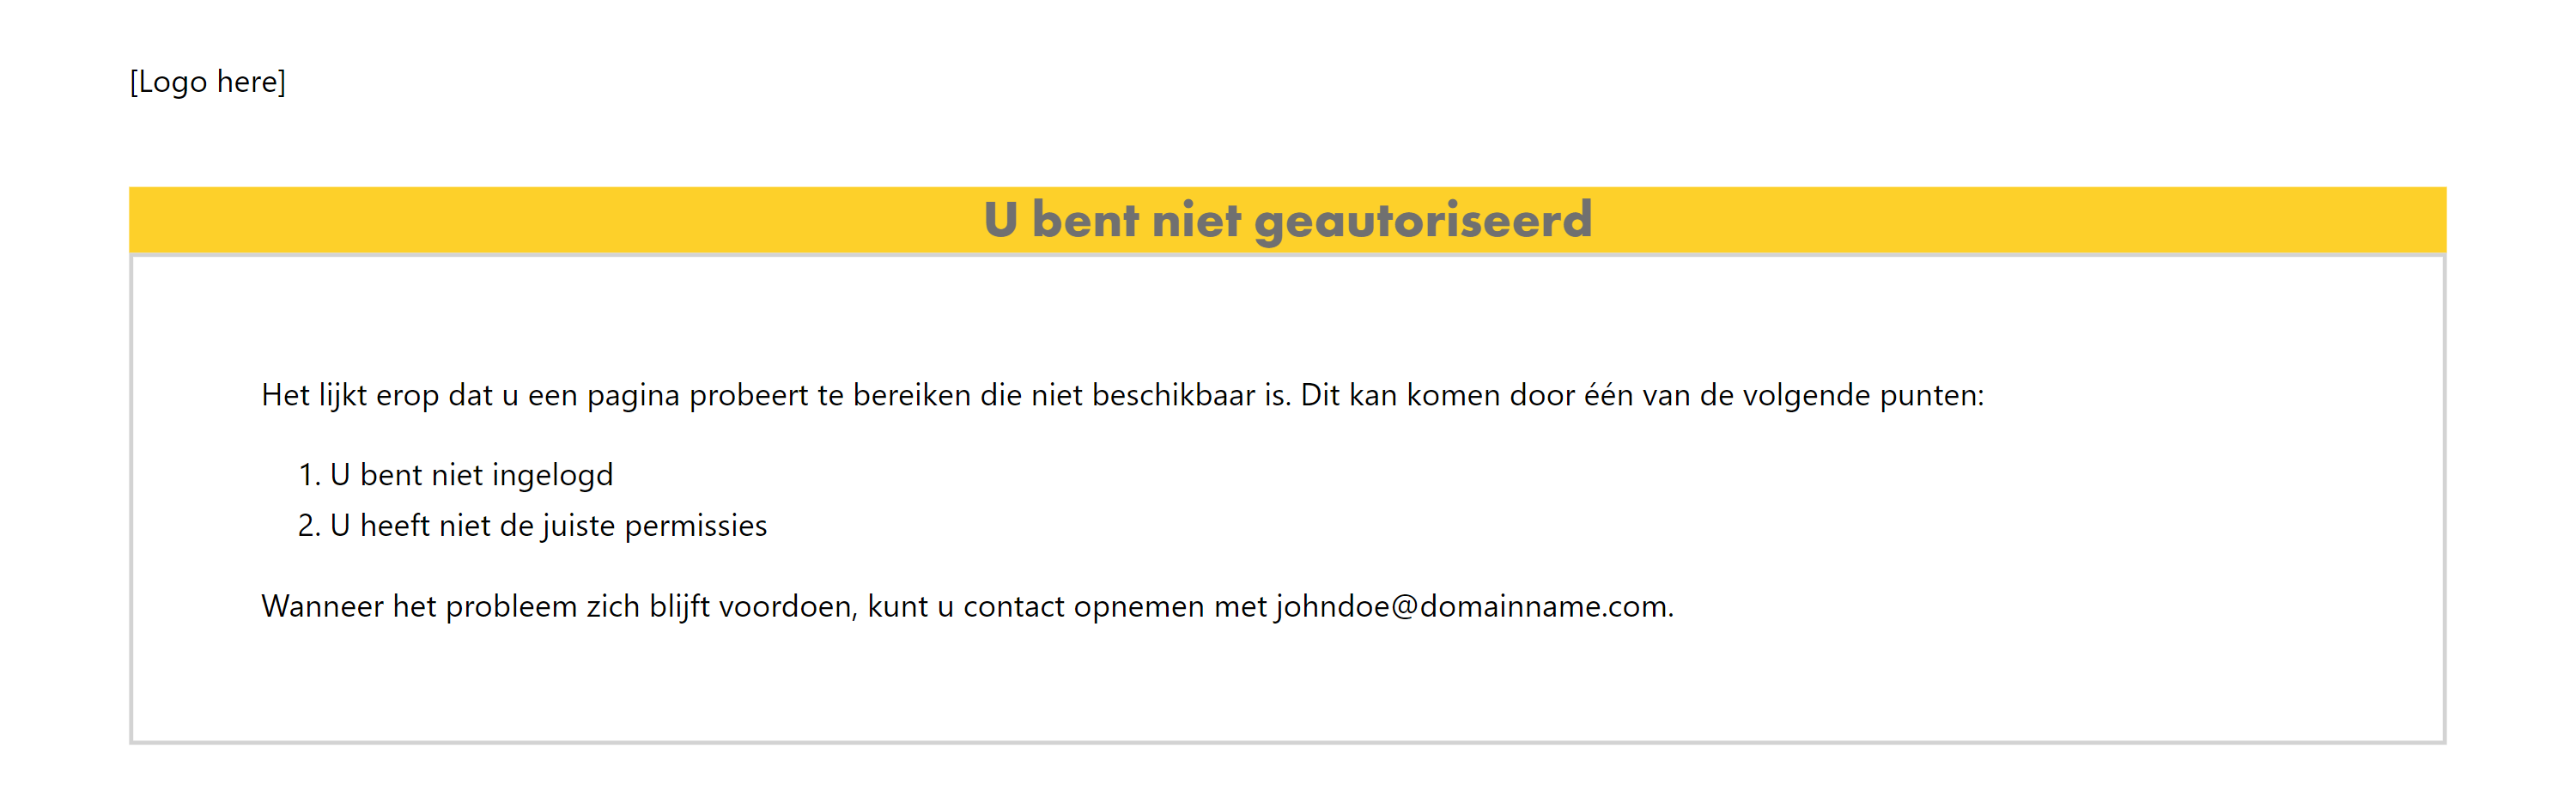 [Logo here]
U bent niet geautoriseerd
Het lijkt erop dat u een pagina probeert te bereiken die niet beschikbaar is. Dit kan komen door één van de volgende punten:
1. U bent niet ingelogd
2. U heeft niet de juiste permissies
Wanneer het probleem zich blijft voordoen, kunt u contact opnemen met johndoe@domainname.com.